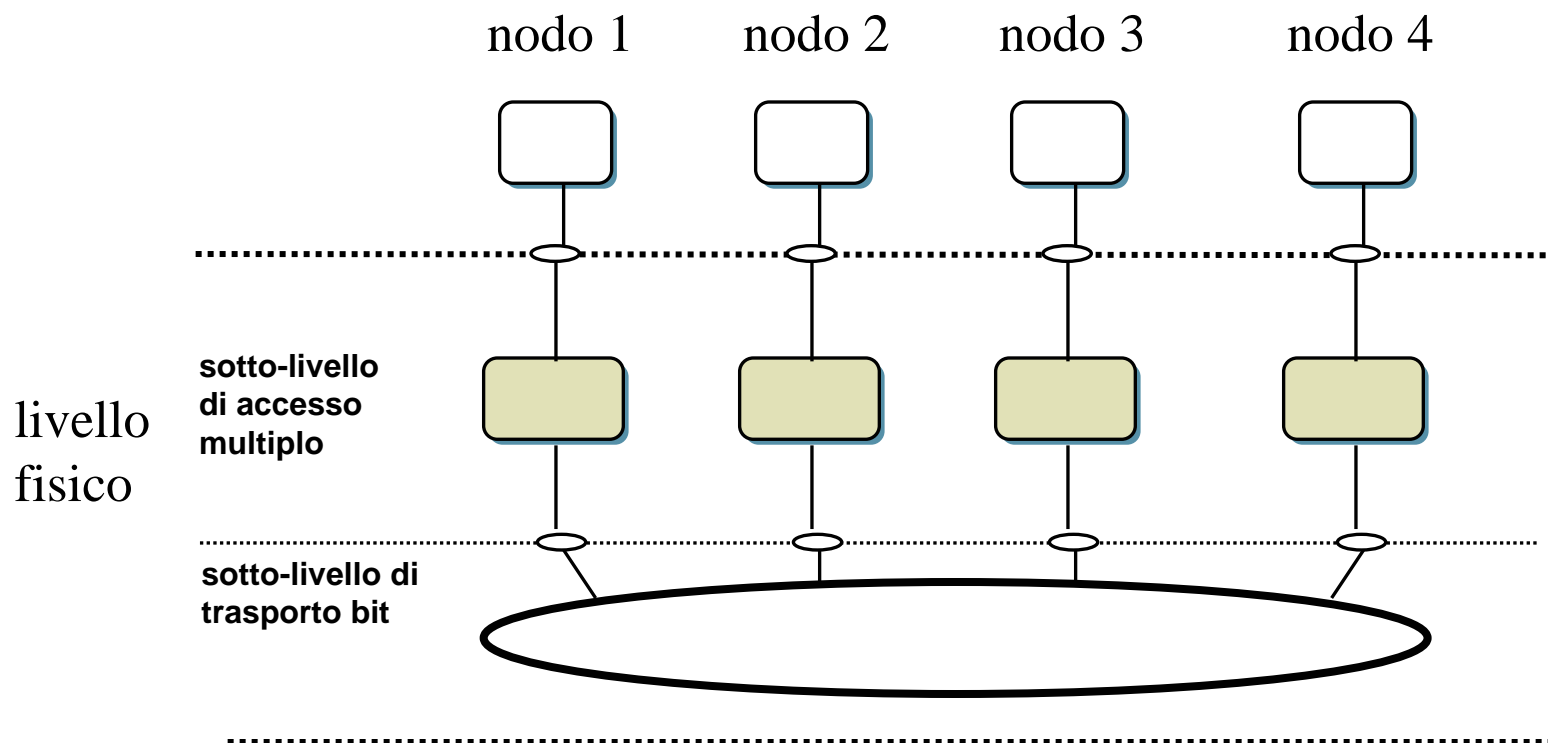 nodo 1
nodo 2
nodo 3
nodo 4
livello
fisico
sotto-livello
di accesso
multiplo
sotto-livello di
trasporto bit